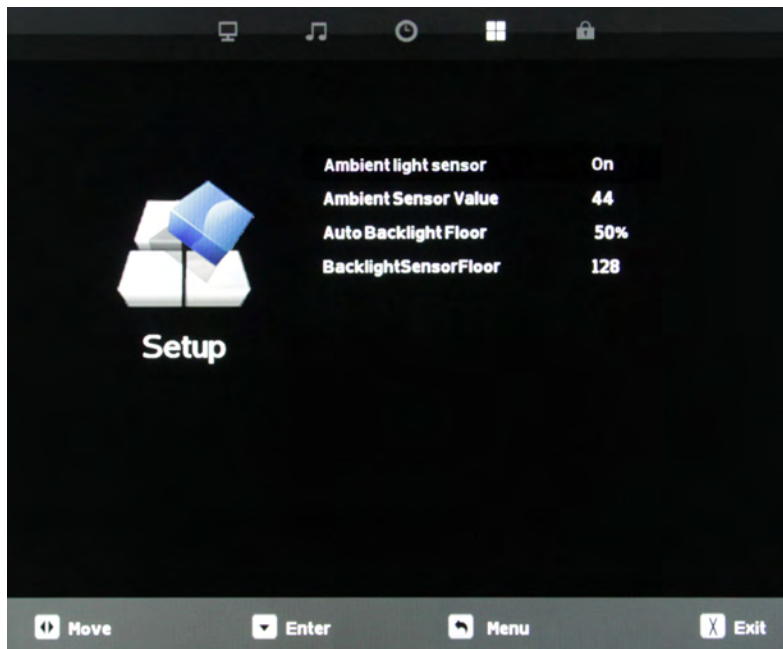 Ambient light sensor On
Ambient Sensor Value 44
Auto Backlight Floor 50%
BacklightSensorFloor 128
Setup
Move Enter Menu Exit